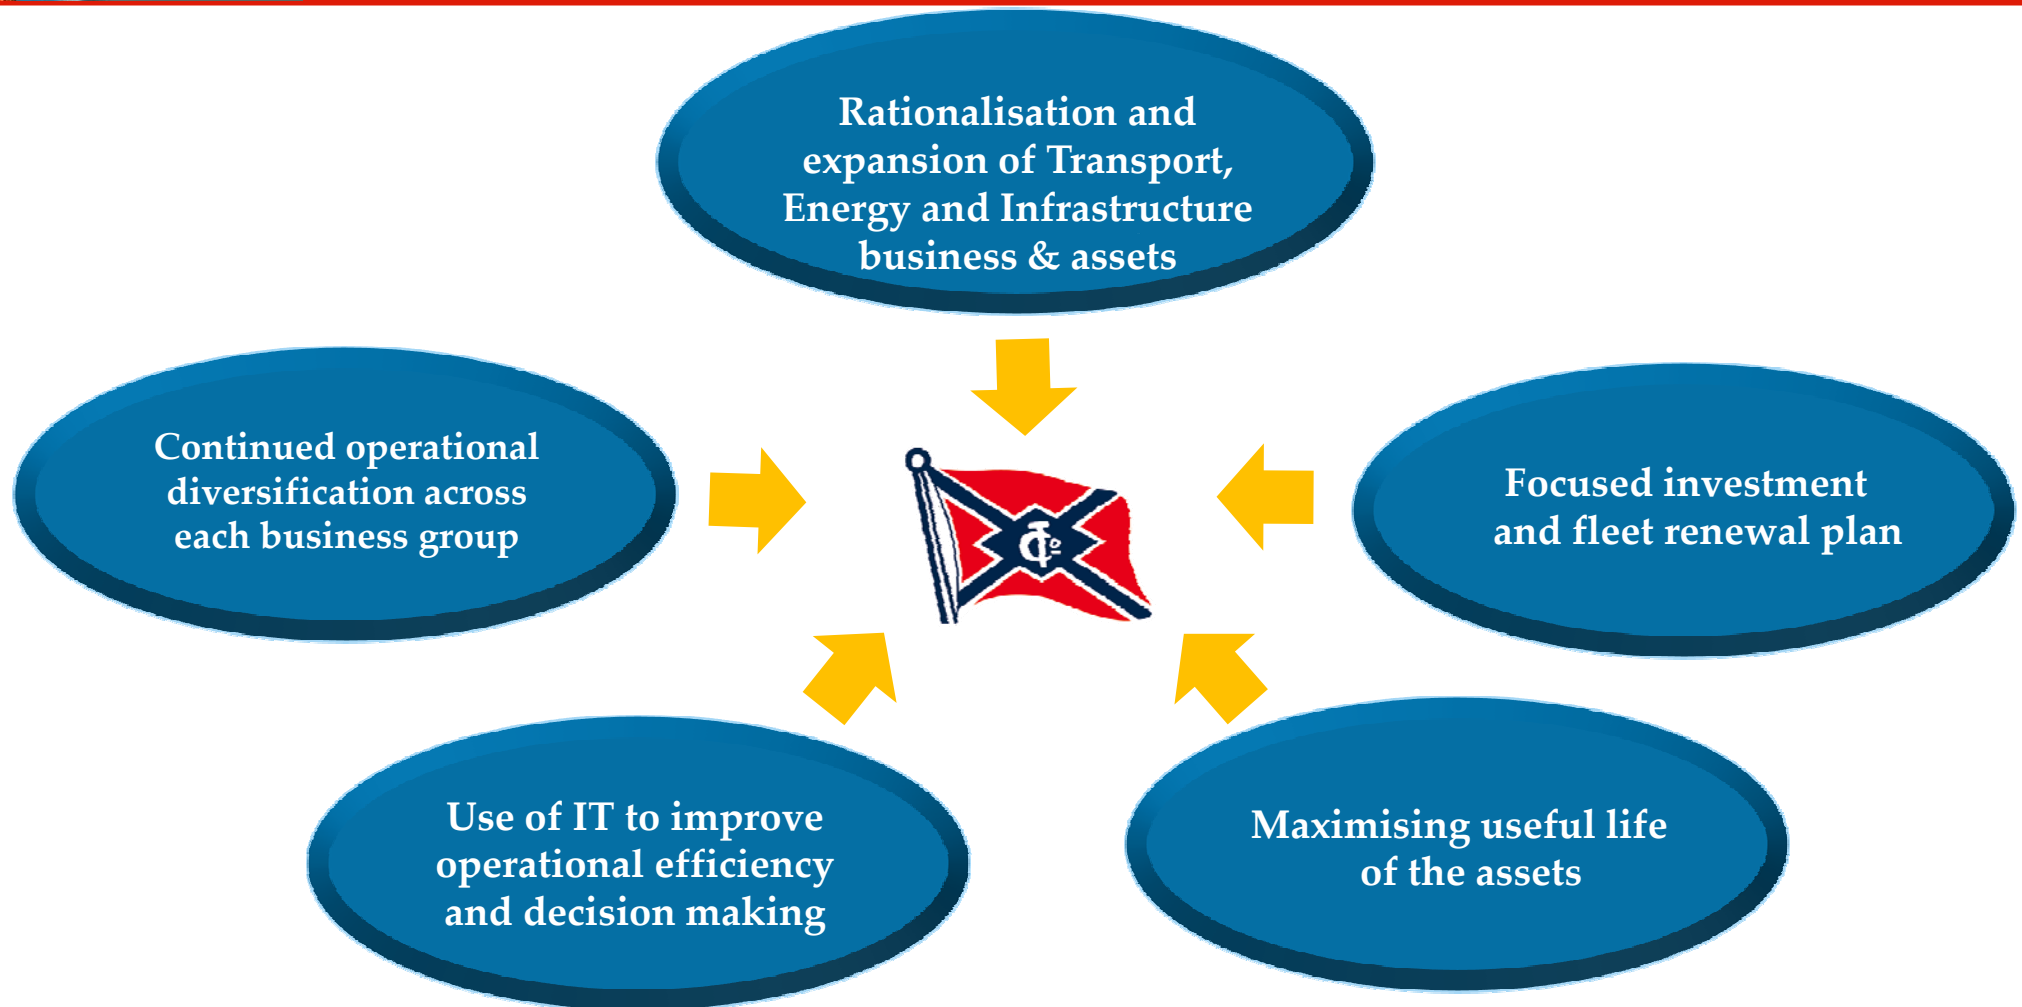 Rationalisation and
expansion of Transport,
Energy and Infrastructure
business & assets
Continued operational
diversification across
each business group
Focused investment
and fleet renewal plan
Use of IT to improve
operational efficiency
and decision making
Maximising useful life
of the assets